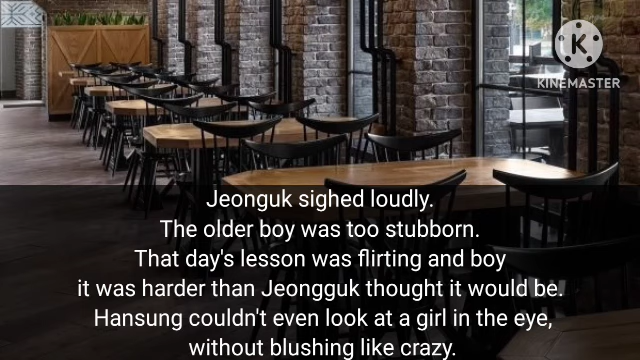 KINEMASTER
Jeonguk sighed loudly.
The older boy was too stubborn.
That day's lesson was flirting and boy
it was harder than Jeongguk thought it would be.
Hansung couldn't even look at a girl in the eye,
without blushing like crazy.